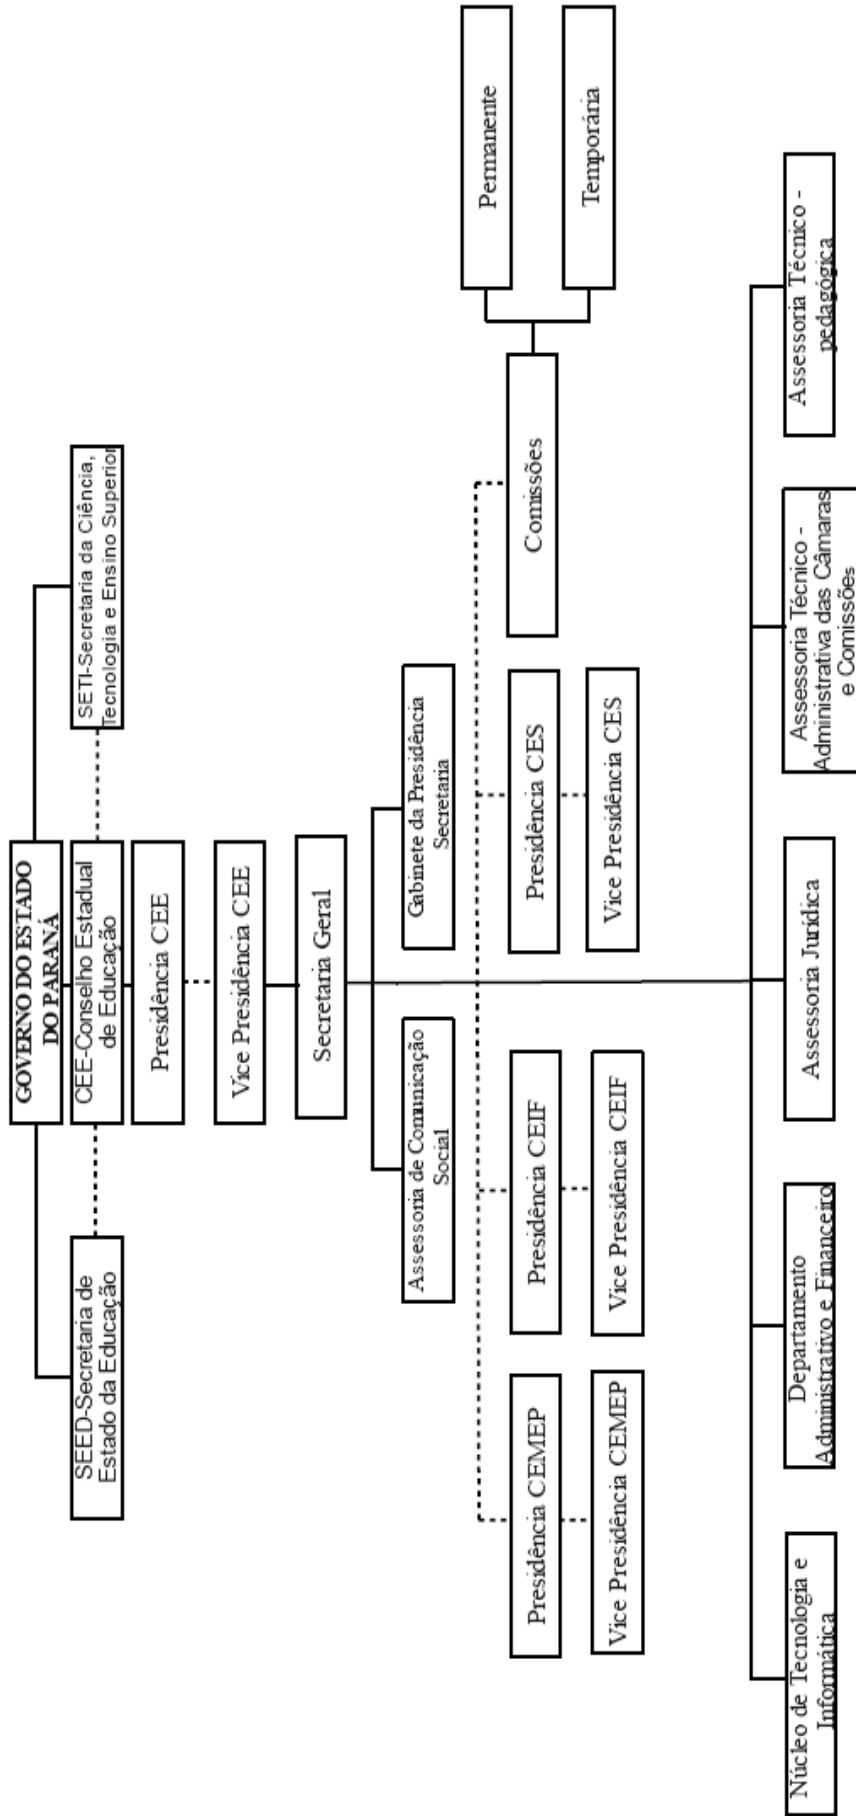 GOVERNO DO ESTADO
DO PARANÁ
SEED-Secretaria de
Estado da Educação
CEE-Conselho Estadual
de Educação
SETI-Secretaria da Ciência,
Tecnologia e Ensino Superior
Presidência CEE
Vice Presidência CEE
Secretaria Geral
Assessoria de Comunicação
Social
Gabinete da Presidência
Secretaria
Presidência CEMEP
Presidência CEIF
Presidência CES
Comissões
Permanente
Temporária
Vice Presidência CEMEP
Vice Presidência CEIF
Vice Presidência CES
Núcleo de Tecnologia e
Informática
Departamento
Administrativo e Financeiro
Assessoria Jurídica
Assessoria Técnico -
Administrativa das Câmaras
e Comissões
Assessoria Técnico -
pedagógica